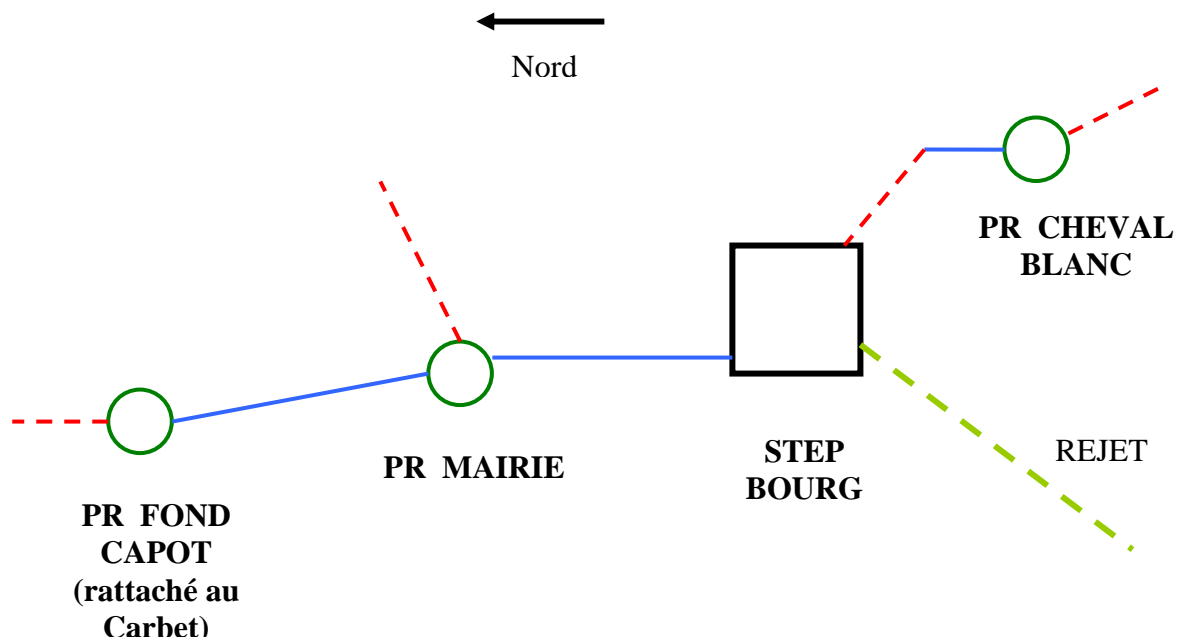 Nord
PR CHEVAL
BLANC
PR MAIRIE
STEP
BOURG
REJET
PR FOND
CAPOT
(rattaché au
Carbet)